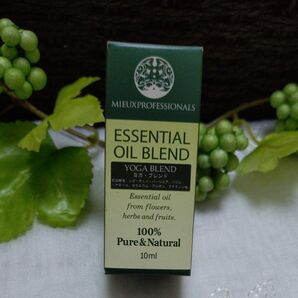 MIEUXPROFESSIONALS
ESSENTIAL
OIL BLEND
YOGA BLEND
ヨガ・ブレンド
Essential oil
from flowers,
herbs and fruits.
100%
Pure & Natural
10ml